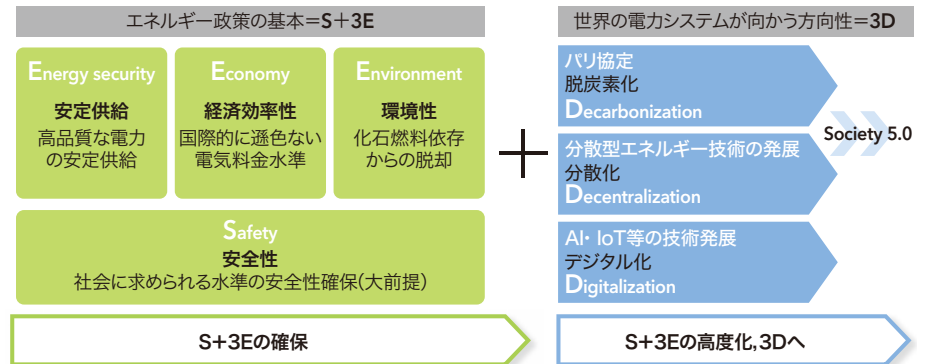 エネルギー政策の基本＝S＋3E
Energy security
安定供給
高品質な電力
の安定供給
Economy
経済効率性
国際的に遜色ない
電気料金水準
Environment
環境性
化石燃料依存
からの脱却
Safety
安全性
社会に求められる水準の安全性確保(大前提)
S＋3Eの確保
＋
世界の電力システムが向かう方向性＝3D
パリ協定
脱炭素化
Decarbonization
分散型エネルギー技術の発展
分散化
Decentralization
AI・IoT等の技術発展
デジタル化
Digitalization
Society 5.0
S＋3Eの高度化,3Dへ